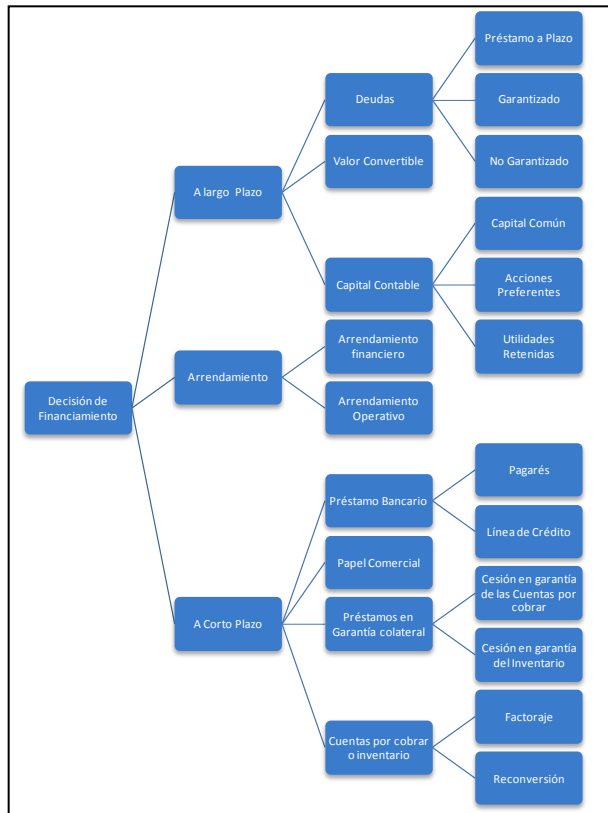 Préstamo a Plazo
Deudas
Garantizado
Valor Convertible
No Garantizado
A largo Plazo
Capital Común
Capital Contable
Acciones
Preferentes
Arrendamiento
financiero
Utilidades
Retenidas
Arrendamiento
Decisión de
Financiamiento
Arrendamiento
Operativo
Pagarés
Préstamo Bancario
Línea de Crédito
Papel Comercial
Cesión en garantía
de las Cuentas por
cobrar
A Corto Plazo
Préstamos en
Garantía colateral
Cesión en garantía
del Inventario
Factoraje
Cuentas por cobrar
o inventario
Reconversión